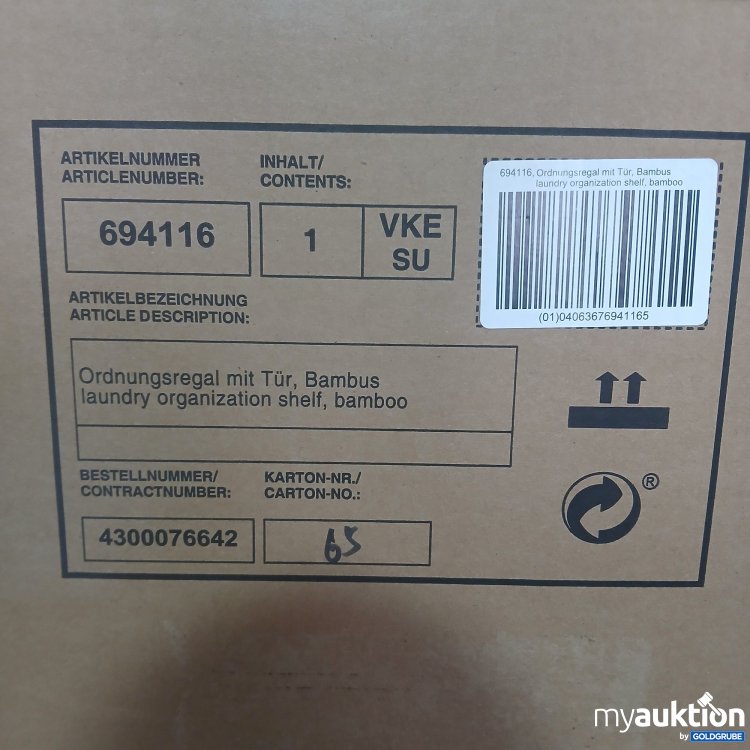 ARTIKELNUMMER
ARTICLENUMBER:
INHALT/
CONTENTS:
694116
1
VKE
SU
694116, Ordnungsregal mit Tür, Bambus
laundry organization shelf, bamboo
(01)04063676941165
ARTIKELBEZEICHNUNG
ARTICLE DESCRIPTION:
Ordnungsregal mit Tür, Bambus
laundry organization shelf, bamboo
BESTELLNUMMER/
CONTRACTNUMBER:
KARTON-NR./
CARTON-NO.:
4300076642
65
®
myauktion
by GOLDGRUBE